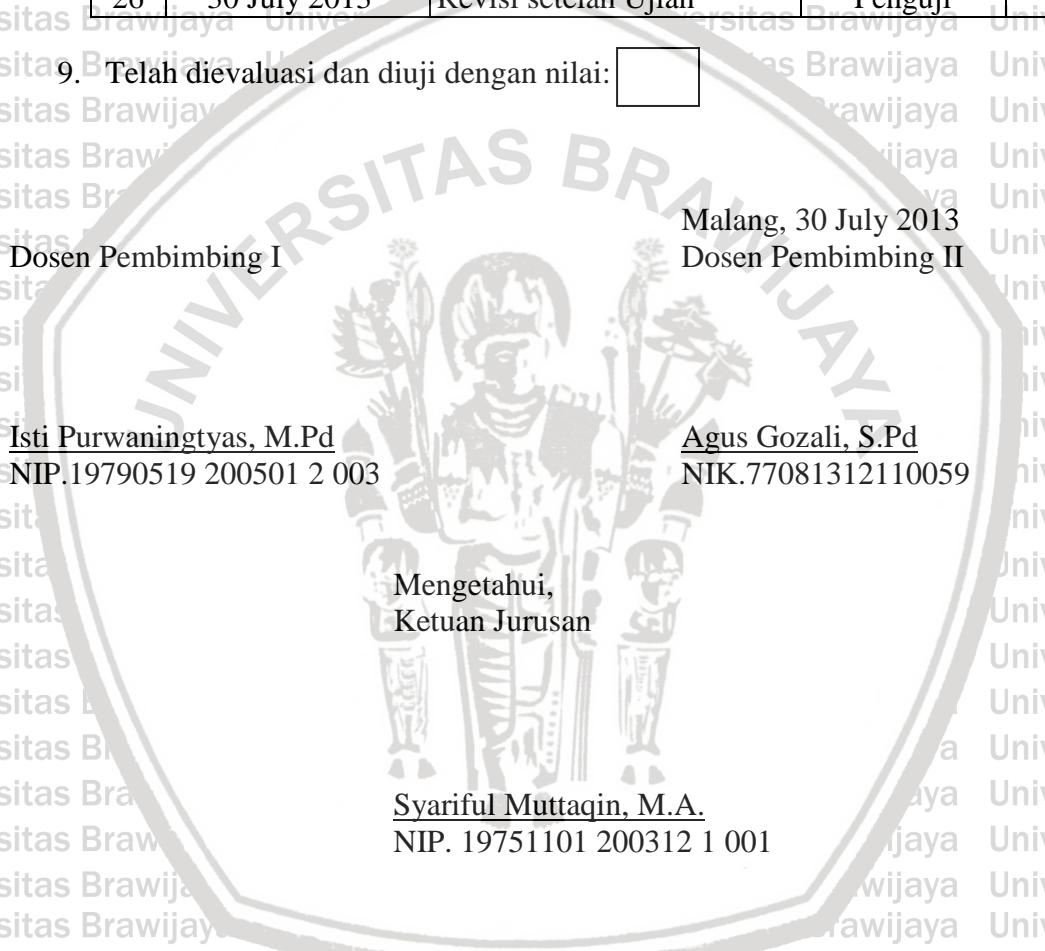 26 30 July 2013 Revisi setelah Ujian Penguji
9. Telah dievaluasi dan diuji dengan nilai:
UNIVERSITAS BRAWIJAYA
Malang, 30 July 2013
Dosen Pembimbing I Dosen Pembimbing II
Isti Purwaningtyas, M.Pd Agus Gozali, S.Pd
NIP.19790519 200501 2 003 NIK.77081312110059
Mengetahui,
Ketuan Jurusan
Syariful Muttaqin, M.A.
NIP. 19751101 200312 1 001